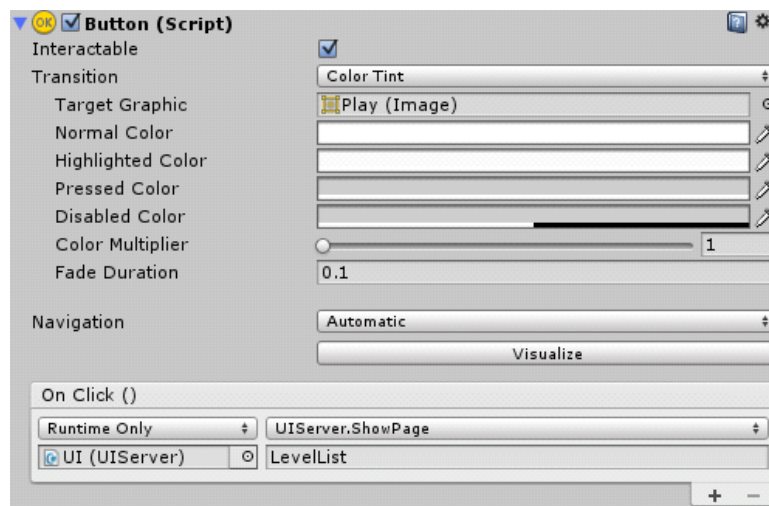 OK Button (Script)
Interactable
Transition Color Tint
Target Graphic Play (Image)
Normal Color
Highlighted Color
Pressed Color
Disabled Color
Color Multiplier 1
Fade Duration 0.1
Navigation Automatic
Visualize
On Click ()
Runtime Only UIServer.ShowPage
UI (UIServer) LevelList